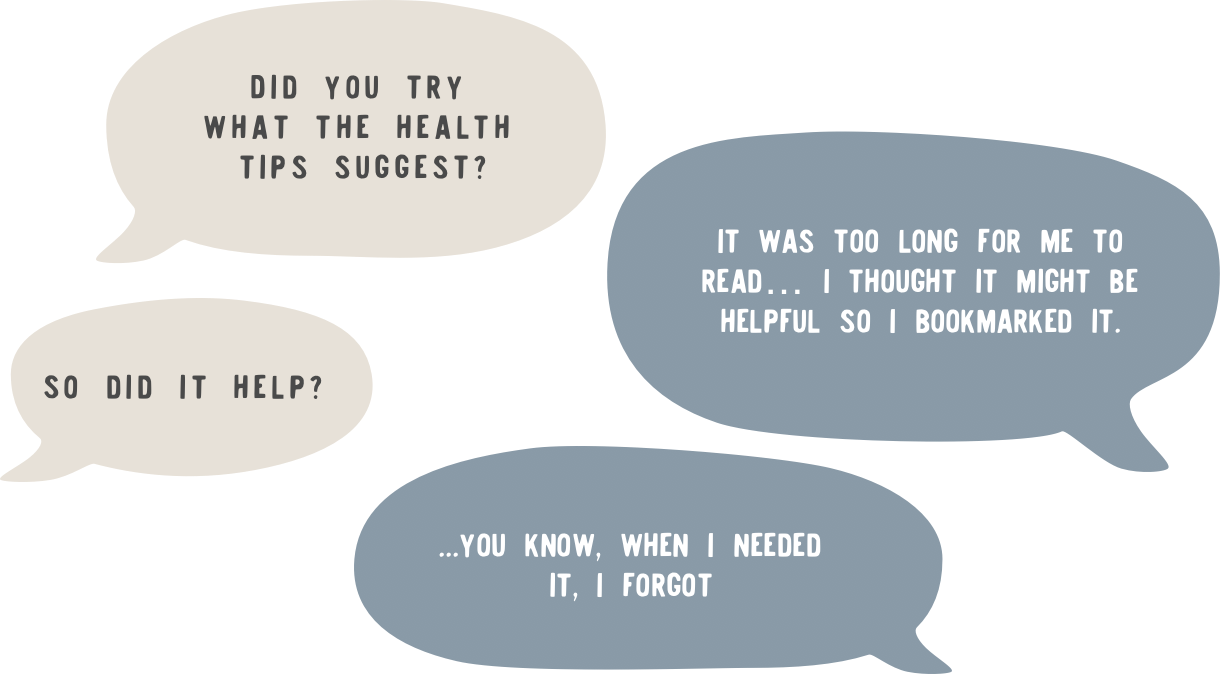 DID YOU TRY
WHAT THE HEALTH
TIPS SUGGEST?
IT WAS TOO LONG FOR ME TO
READ... I THOUGHT IT MIGHT BE
HELPFUL SO I BOOKMARKED IT.
SO DID IT HELP?
...YOU KNOW, WHEN I NEEDED
IT, I FORGOT